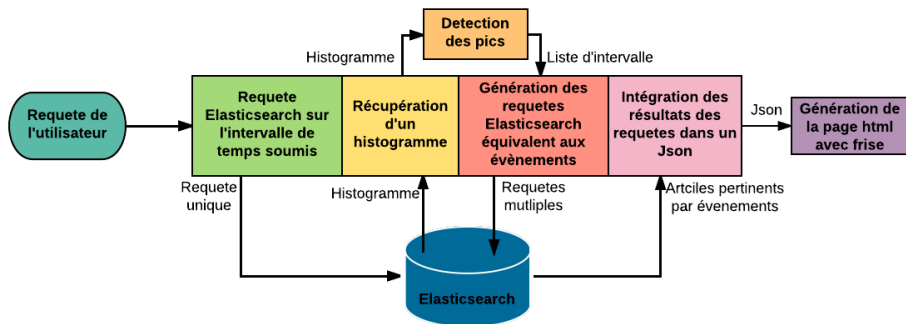 Detection
des pics
Histogramme
Liste d'intervalle
Requete de
l'utilisateur
Requete
Elasticsearch sur
l'intervalle de
temps soumis
Récupération
d'un
histogramme
Génération des
requetes
Elasticsearch
équivalent aux
évènements
Intégration des
résultats des
requetes dans un
Json
Json
Génération de
la page html
avec frise
Requete
unique
Histogramme
Requetes
mutliples
Artciles pertinents
par évenements
Elasticsearch